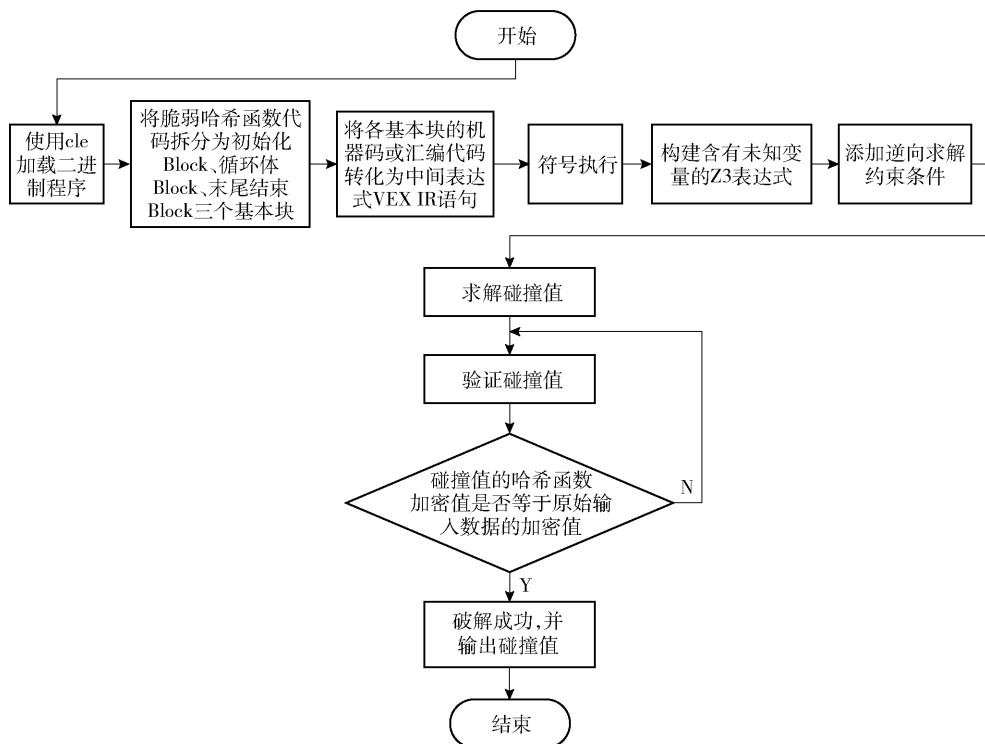 开始
使用cle
加载二进
制程序
将脆弱哈希函数代
码拆分为初始化
Block、循环体
Block、末尾结束
Block三个基本块
将各基本块的机
器码或汇编代码
转化为中间表达
式VEX IR语句
符号执行
构建含有未知变
量的Z3表达式
添加逆向求解
约束条件
求解碰撞值
验证碰撞值
碰撞值的哈希函数
加密值是否等于原始输
入数据的加密值
N
Y
破解成功,并
输出碰撞值
结束